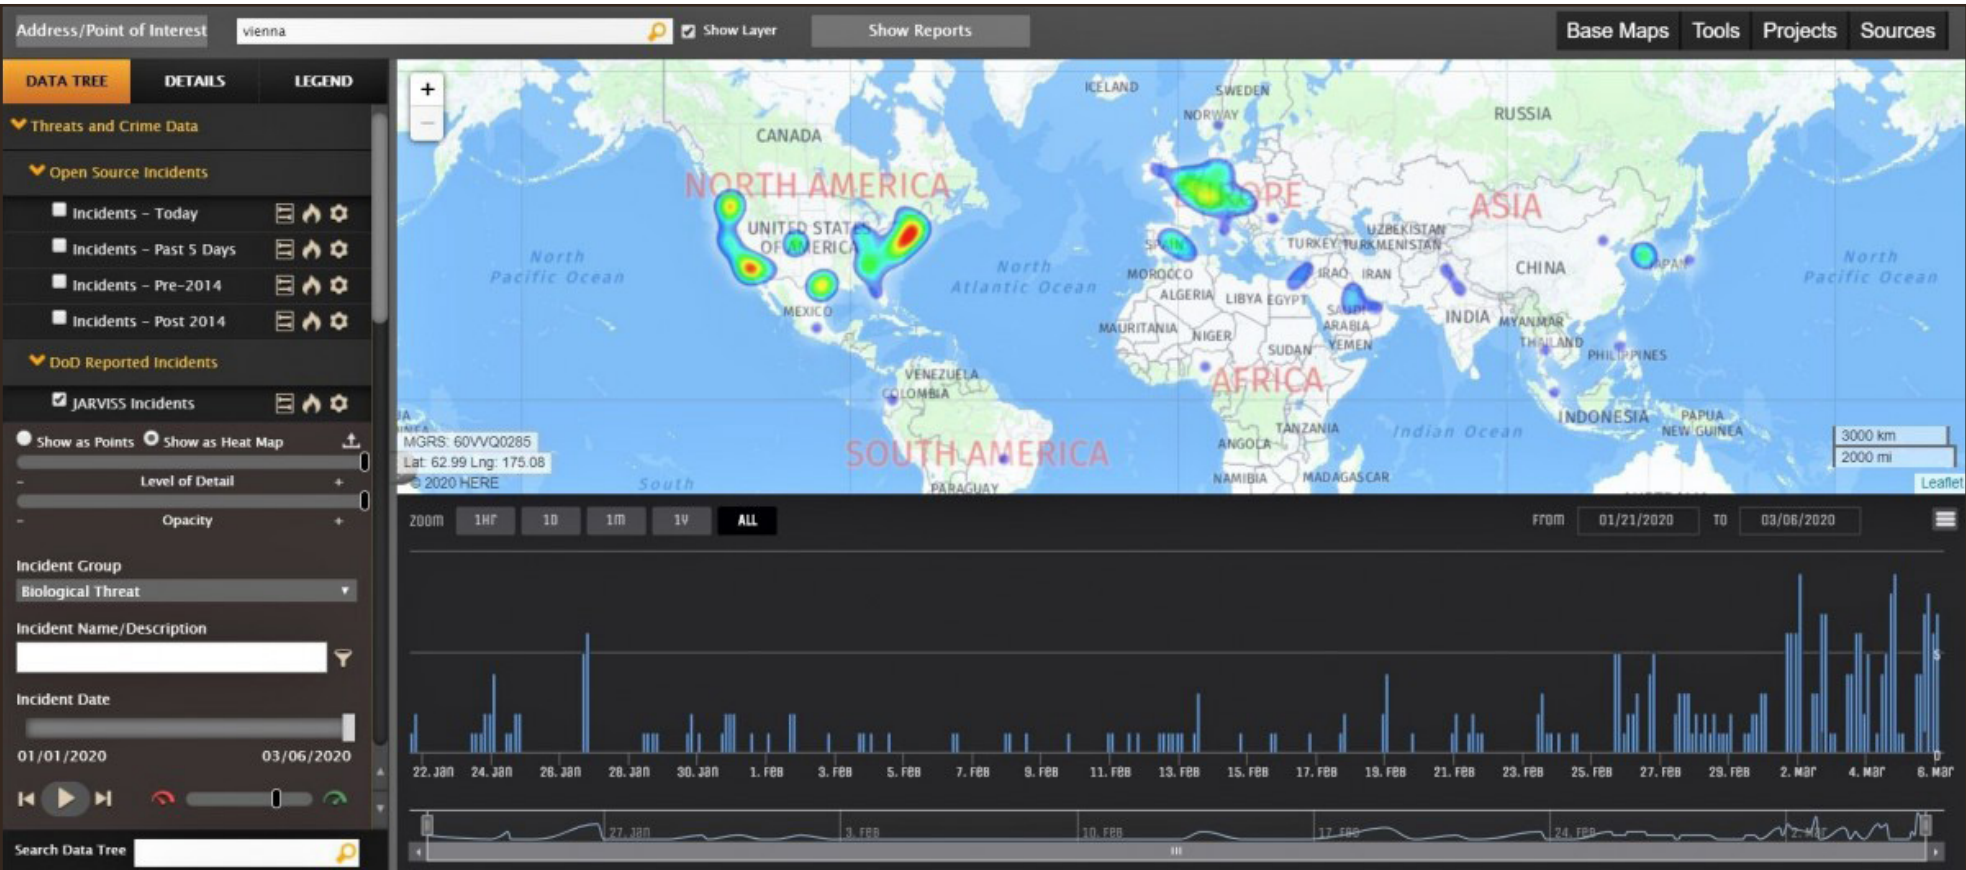 Address/Point of Interest
vienna
Show Layer
Show Reports
Base Maps Tools Projects Sources
DATA TREE DETAILS LEGEND
Threats and Crime Data
Open Source Incidents
Incidents - Today
Incidents - Past 5 Days
Incidents - Pre-2014
Incidents - Post 2014
DoD Reported Incidents
JARVISS Incidents
Show as Points Show as Heat Map
- Level of Detail +
- Opacity +
Incident Group
Biological Threat
Incident Name/Description
Incident Date
01/01/2020 03/06/2020
Search Data Tree
+
−
ICELAND
SWEDEN
NORWAY
RUSSIA
CANADA
NORTH AMERICA
EUROPE
ASIA
UNITED STATES
OF AMERICA
UZBEKISTAN
SPAIN
TURKEY TURKMENISTAN
North
Pacific Ocean
North
Atlantic Ocean
MOROCCO
IRAQ IRAN
CHINA
JAPAN
North
Pacific Ocean
ALGERIA LIBYA EGYPT
MEXICO
SAUDI
ARABIA
INDIA MYANMAR
MAURITANIA
NIGER
SUDAN YEMEN
THAILAND
PHILIPPINES
VENEZUELA
COLOMBIA
AFRICA
INDONESIA
PAPUA
NEW GUINEA
TANZANIA
Indian Ocean
ANGOLA
SOUTH AMERICA
NAMIBIA
MADAGASCAR
PARAGUAY
South
MGRS: 60VVQ0285
Lat: 62.99 Lng: 175.08
© 2020 HERE
3000 km
2000 mi
Leaflet
ZOOM 1Hr 1D 1m 1Y ALL
From 01/21/2020 TO 03/06/2020
5
0
22. Jan 24. Jan 26. Jan 28. Jan 30. Jan 1. Feb 3. Feb 5. Feb 7. Feb 9. Feb 11. Feb 13. Feb 15. Feb 17. Feb 19. Feb 21. Feb 23. Feb 25. Feb 27. Feb 29. Feb 2. Mar 4. Mar 6. Mar
27. Jan 3. Feb 10. Feb 17. Feb 24. Feb 2. Mar